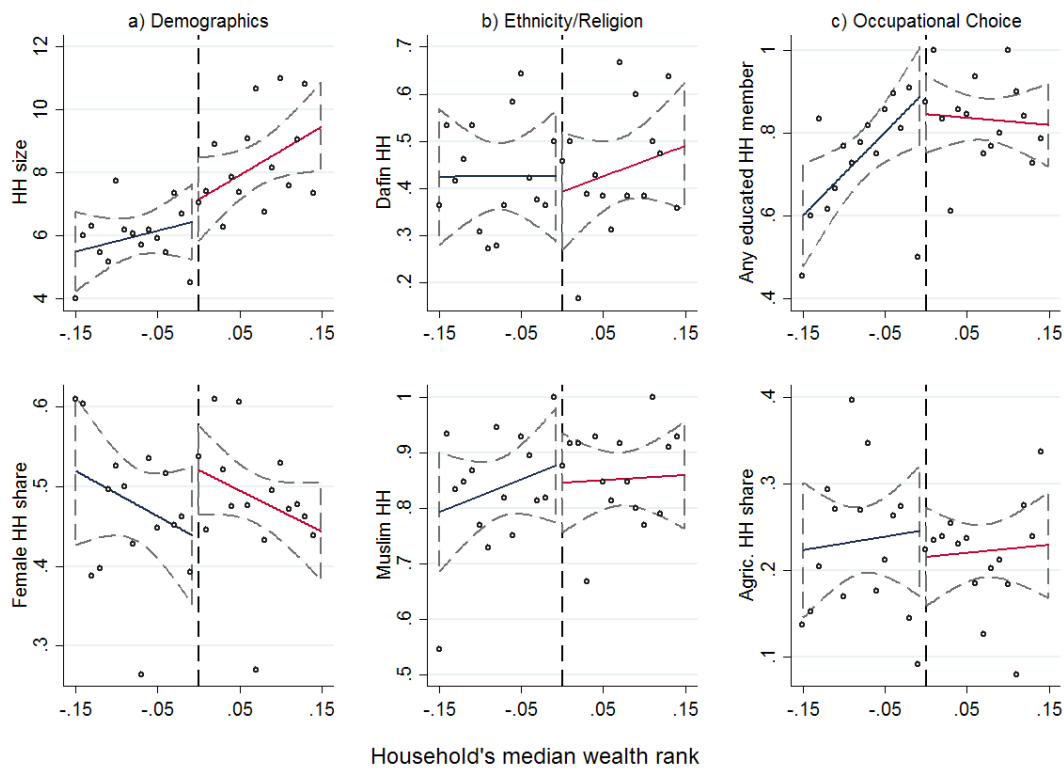 a) Demographics
b) Ethnicity/Religion
c) Occupational Choice
HH size
4 6 8 10 12
-.15 -.05 .05 .15
Dafin HH
.2 .3 .4 .5 .6 .7
-.15 -.05 .05 .15
Any educated HH member
.4 .6 .8 1
-.15 -.05 .05 .15
Female HH share
.3 .4 .5 .6
-.15 -.05 .05 .15
Muslim HH
.5 .6 .7 .8 .9 1
-.15 -.05 .05 .15
Agric. HH share
.1 .2 .3 .4
-.15 -.05 .05 .15
Household's median wealth rank